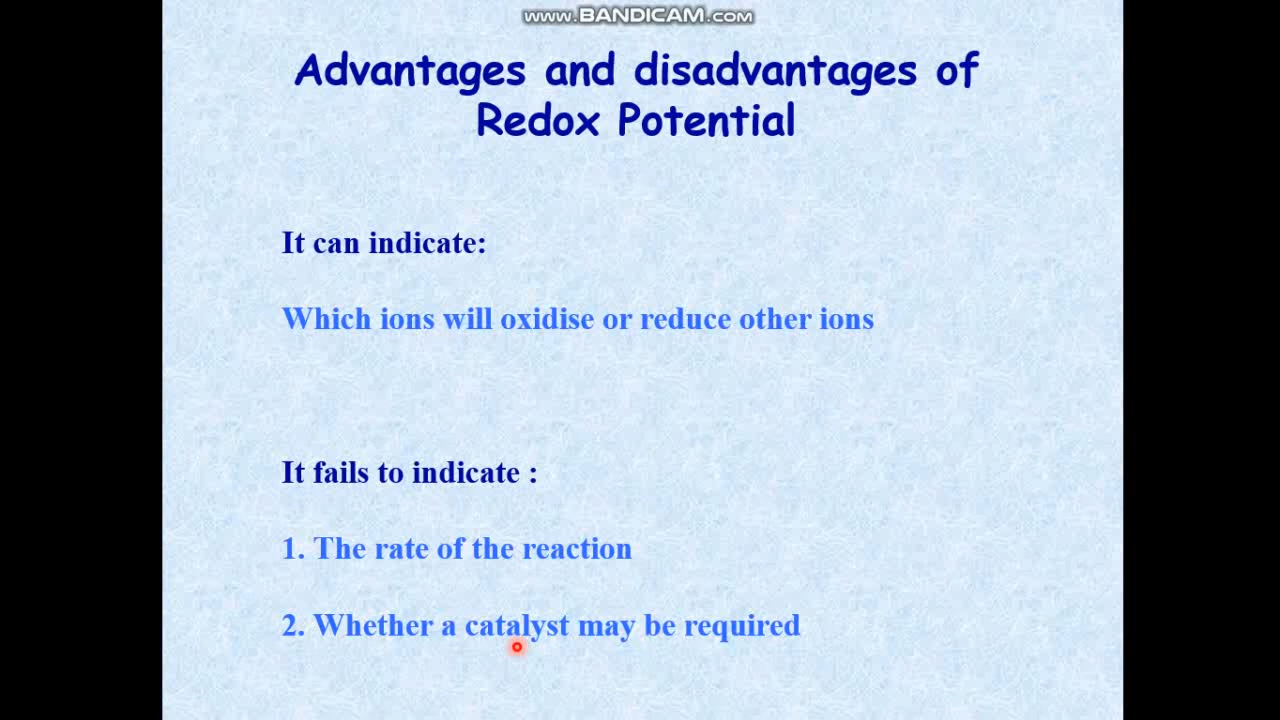 www.BANDICAM.com
Advantages and disadvantages of
Redox Potential
It can indicate:
Which ions will oxidise or reduce other ions
It fails to indicate :
1. The rate of the reaction
2. Whether a catalyst may be required